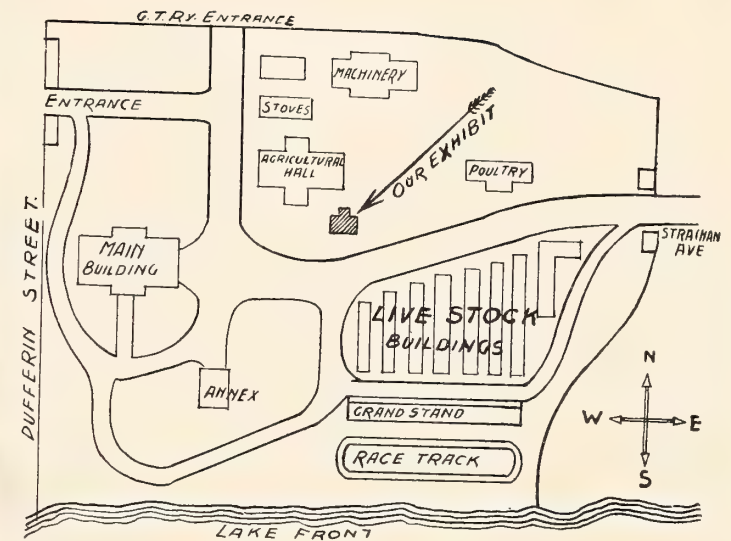 G.T.RY. ENTRANCE
MACHINERY
ENTRANCE
STOVES
OUR EXHIBIT
AGRICULTURAL
HALL
POULTRY
DUFFERIN STREET.
MAIN
BUILDING
STRACHAN
AVE
LIVE STOCK
BUILDINGS
ANNEX
GRAND STAND
RACE TRACK
N
W E
S
LAKE FRONT